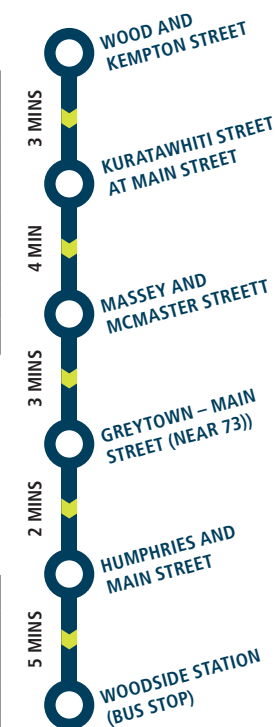 WOOD AND
KEMPTON STREET
3 MINS
KURATAWHITI STREET
AT MAIN STREET
4 MIN
MASSEY AND
MCMASTER STREETT
3 MINS
GREYTOWN – MAIN
STREET (NEAR 73))
2 MINS
HUMPHRIES AND
MAIN STREET
5 MINS
WOODSIDE STATION
(BUS STOP)